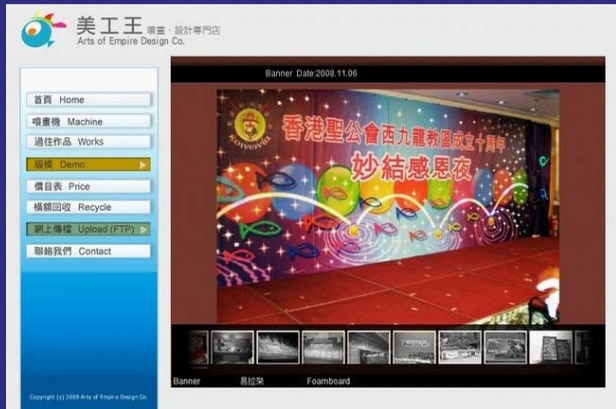 美工王 噴畫‧設計專門店
Arts of Empire Design Co.
Banner Date:2008.11.06
首頁 Home
噴畫機 Machine
過往作品 Works
版模 Demo
價目表 Price
橫額回收 Recycle
網上傳檔 Upload (FTP)
聯絡我們 Contact
香港聖公會西九龍教區成立十周年
妙結感恩夜
KOINONIA
Banner 易拉架 Foamboard
Copyright (c) 2009 Arts of Empire Design Co.